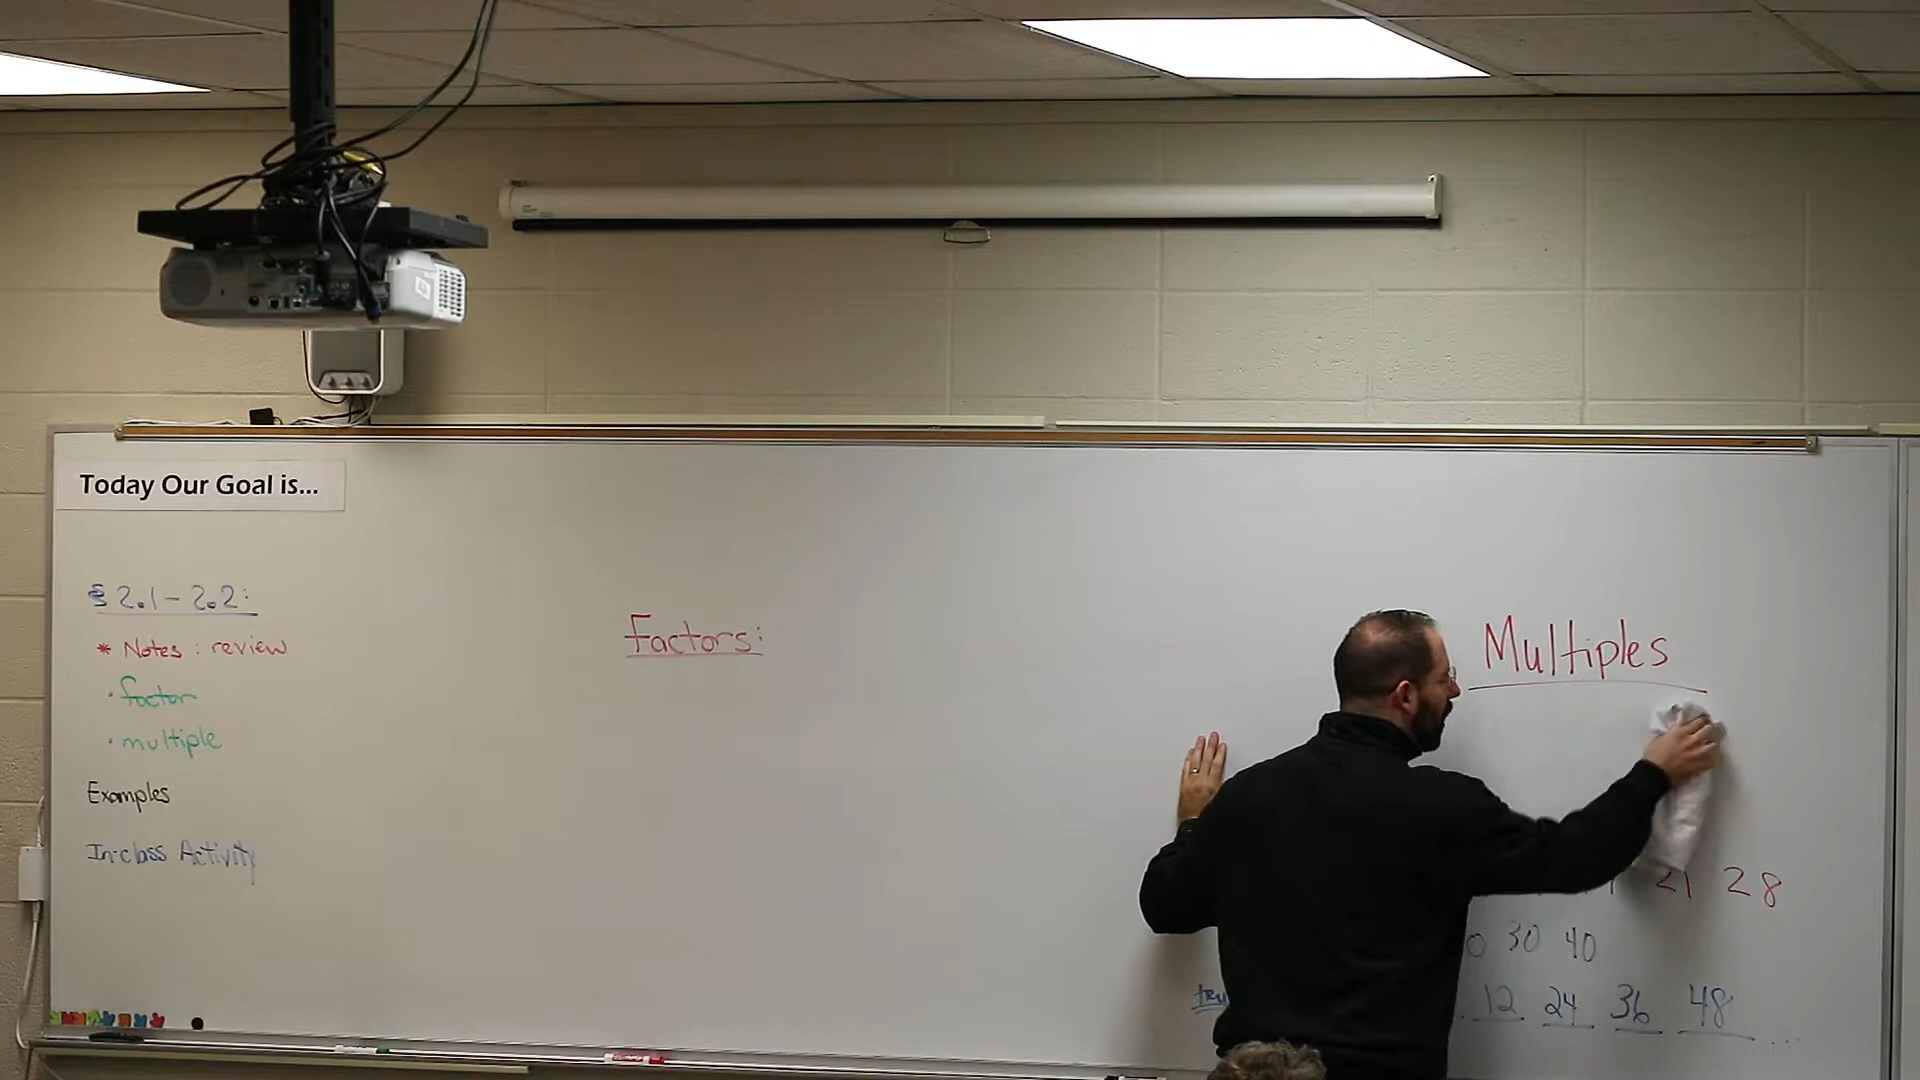 Today Our Goal is...
§ 2.1 - 2.2:
* Notes : review
· factor
· multiple
Examples
In-class Activity
Factors:
Multiples
21 28
30 40
12 24 36 48 ....